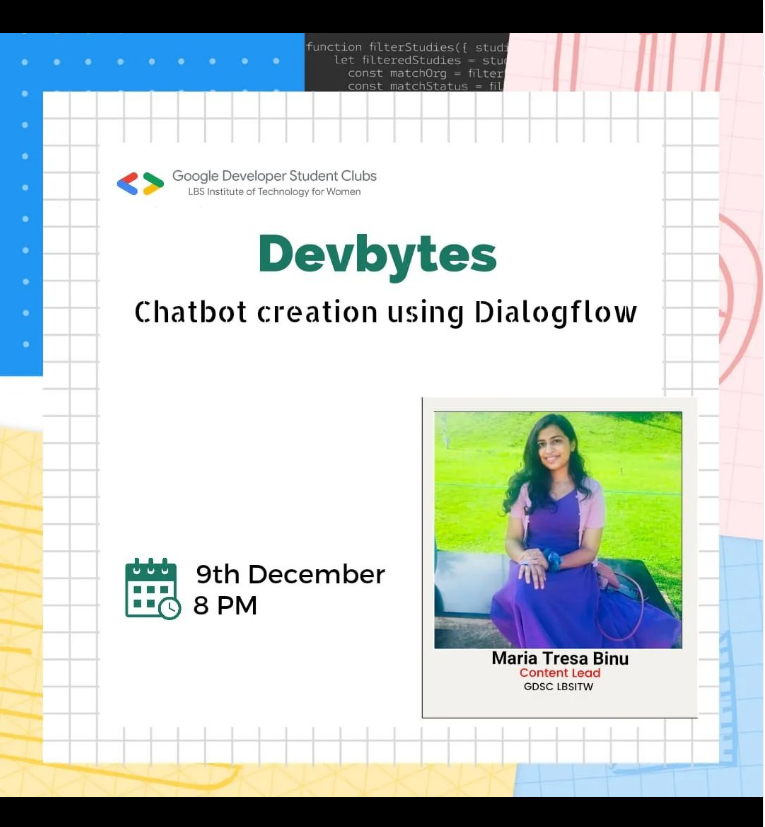 function filterStudies({ studi
let filteredStudies = stud
const matchOrg = filter
const matchStatus = fil
Google Developer Student Clubs
LBS Institute of Technology for Women
Devbytes
Chatbot creation using Dialogflow
9th December
8 PM
Maria Tresa Binu
Content Lead
GDSC LBSITW